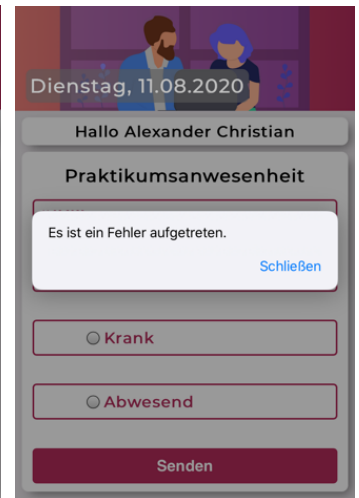 Dienstag, 11.08.2020
Hallo Alexander Christian
Praktikumsanwesenheit
Es ist ein Fehler aufgetreten.
Schließen
Krank
Abwesend
Senden